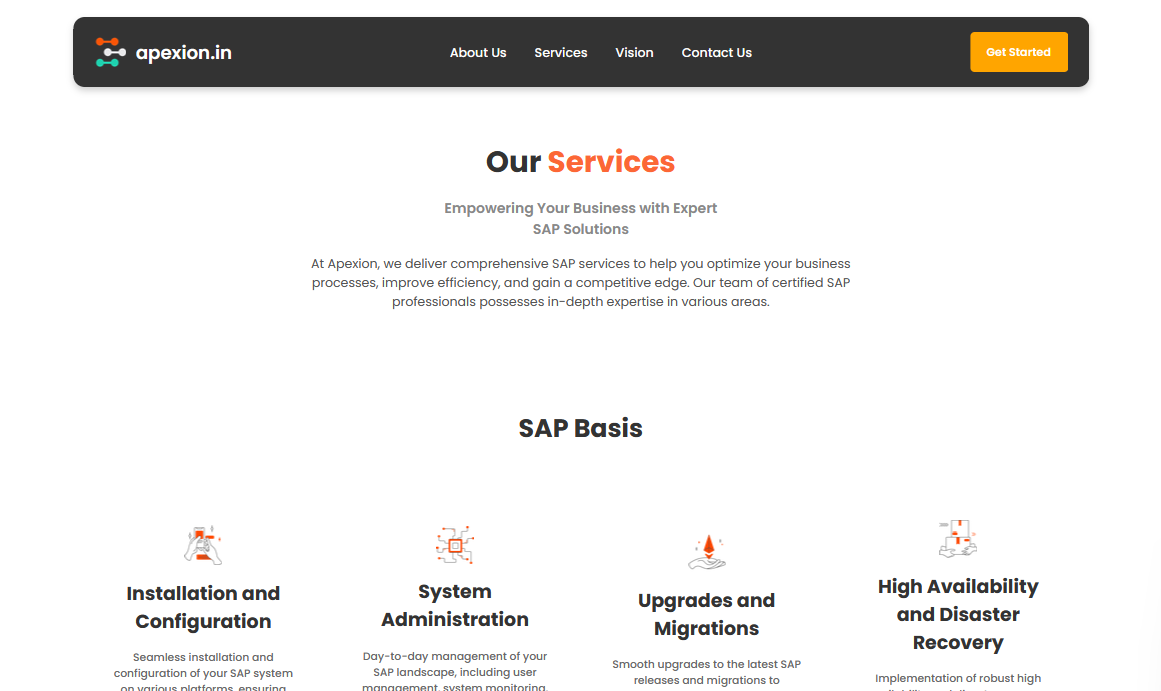 apexion.in
About Us
Services
Vision
Contact Us
Get Started
Our Services
Empowering Your Business with Expert
SAP Solutions
At Apexion, we deliver comprehensive SAP services to help you optimize your business
processes, improve efficiency, and gain a competitive edge. Our team of certified SAP
professionals possesses in-depth expertise in various areas.
SAP Basis
Installation and
Configuration
Seamless installation and
configuration of your SAP system
on various platforms, ensuring
System
Administration
Day-to-day management of your
SAP landscape, including user
management, system monitoring,
Upgrades and
Migrations
Smooth upgrades to the latest SAP
releases and migrations to
High Availability
and Disaster
Recovery
Implementation of robust high